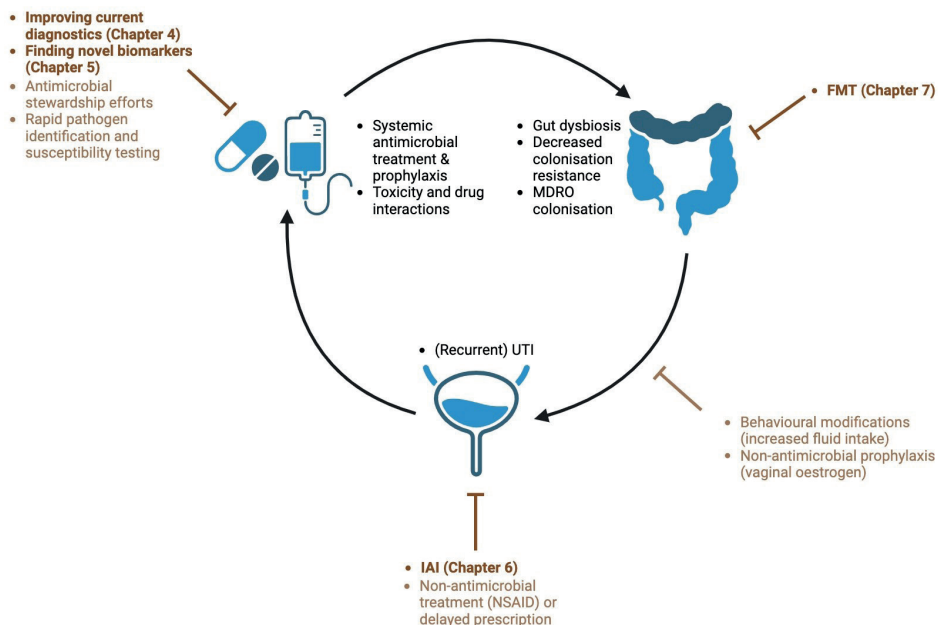 • Improving current
diagnostics (Chapter 4)
• Finding novel biomarkers
(Chapter 5)
• Antimicrobial
stewardship efforts
• Rapid pathogen
identification and
susceptibility testing
• Systemic
antimicrobial
treatment &
prophylaxis
• Toxicity and drug
interactions
• Gut dysbiosis
• Decreased
colonisation
resistance
• MDRO
colonisation
• FMT (Chapter 7)
• (Recurrent) UTI
• Behavioural modifications
(increased fluid intake)
• Non-antimicrobial prophylaxis
(vaginal oestrogen)
• IAI (Chapter 6)
• Non-antimicrobial
treatment (NSAID) or
delayed prescription